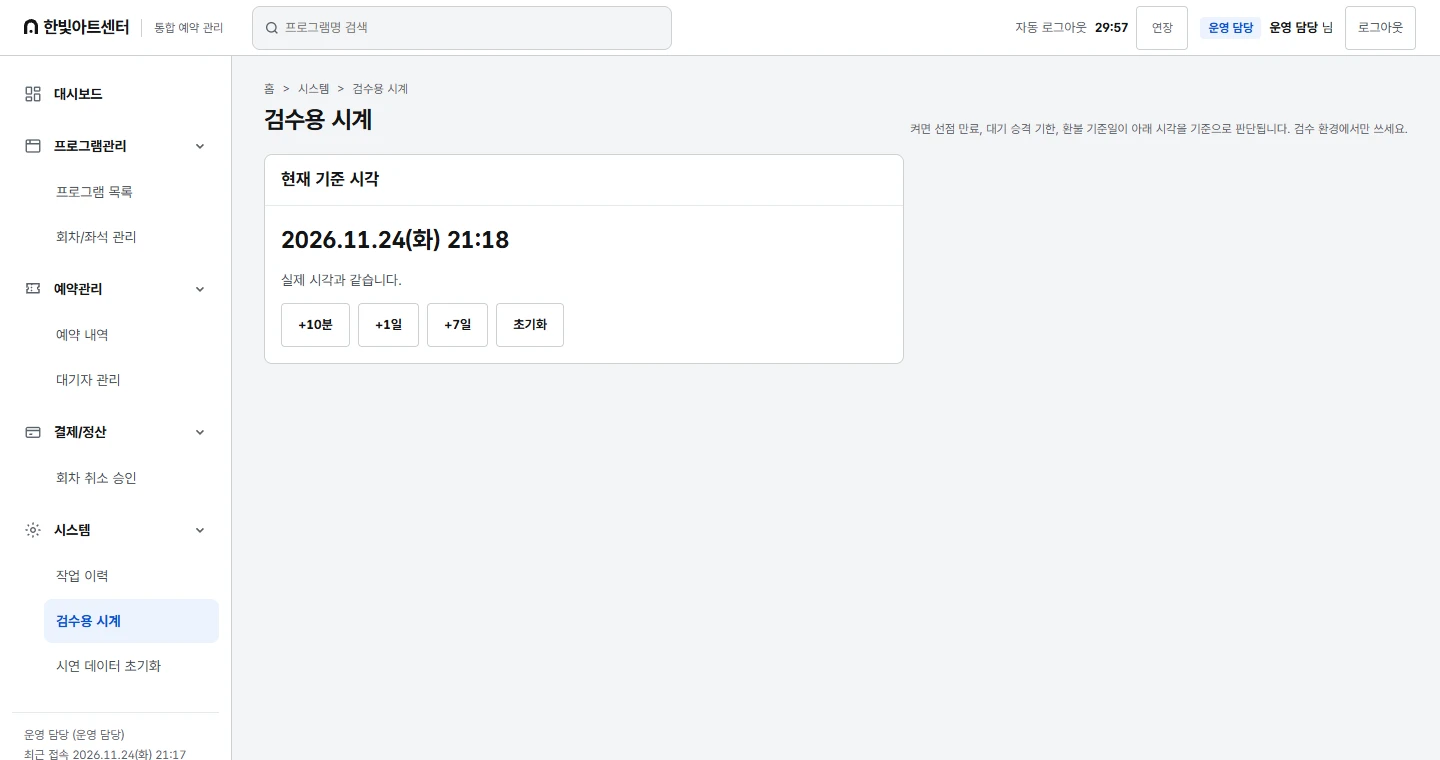 한빛아트센터 통합 예약 관리 프로그램명 검색 자동 로그아웃 29:57 연장 운영 담당 운영 담당 님 로그아웃
대시보드
프로그램관리
프로그램 목록
회차/좌석 관리
예약관리
예약 내역
대기자 관리
결제/정산
회차 취소 승인
시스템
작업 이력
검수용 시계
시연 데이터 초기화
운영 담당 (운영 담당)
최근 접속 2026.11.24(화) 21:17
홈 > 시스템 > 검수용 시계
검수용 시계
켜면 선점 만료, 대기 승격 기한, 환불 기준일이 아래 시각을 기준으로 판단됩니다. 검수 환경에서만 쓰세요.
현재 기준 시각
2026.11.24(화) 21:18
실제 시각과 같습니다.
+10분 +1일 +7일 초기화